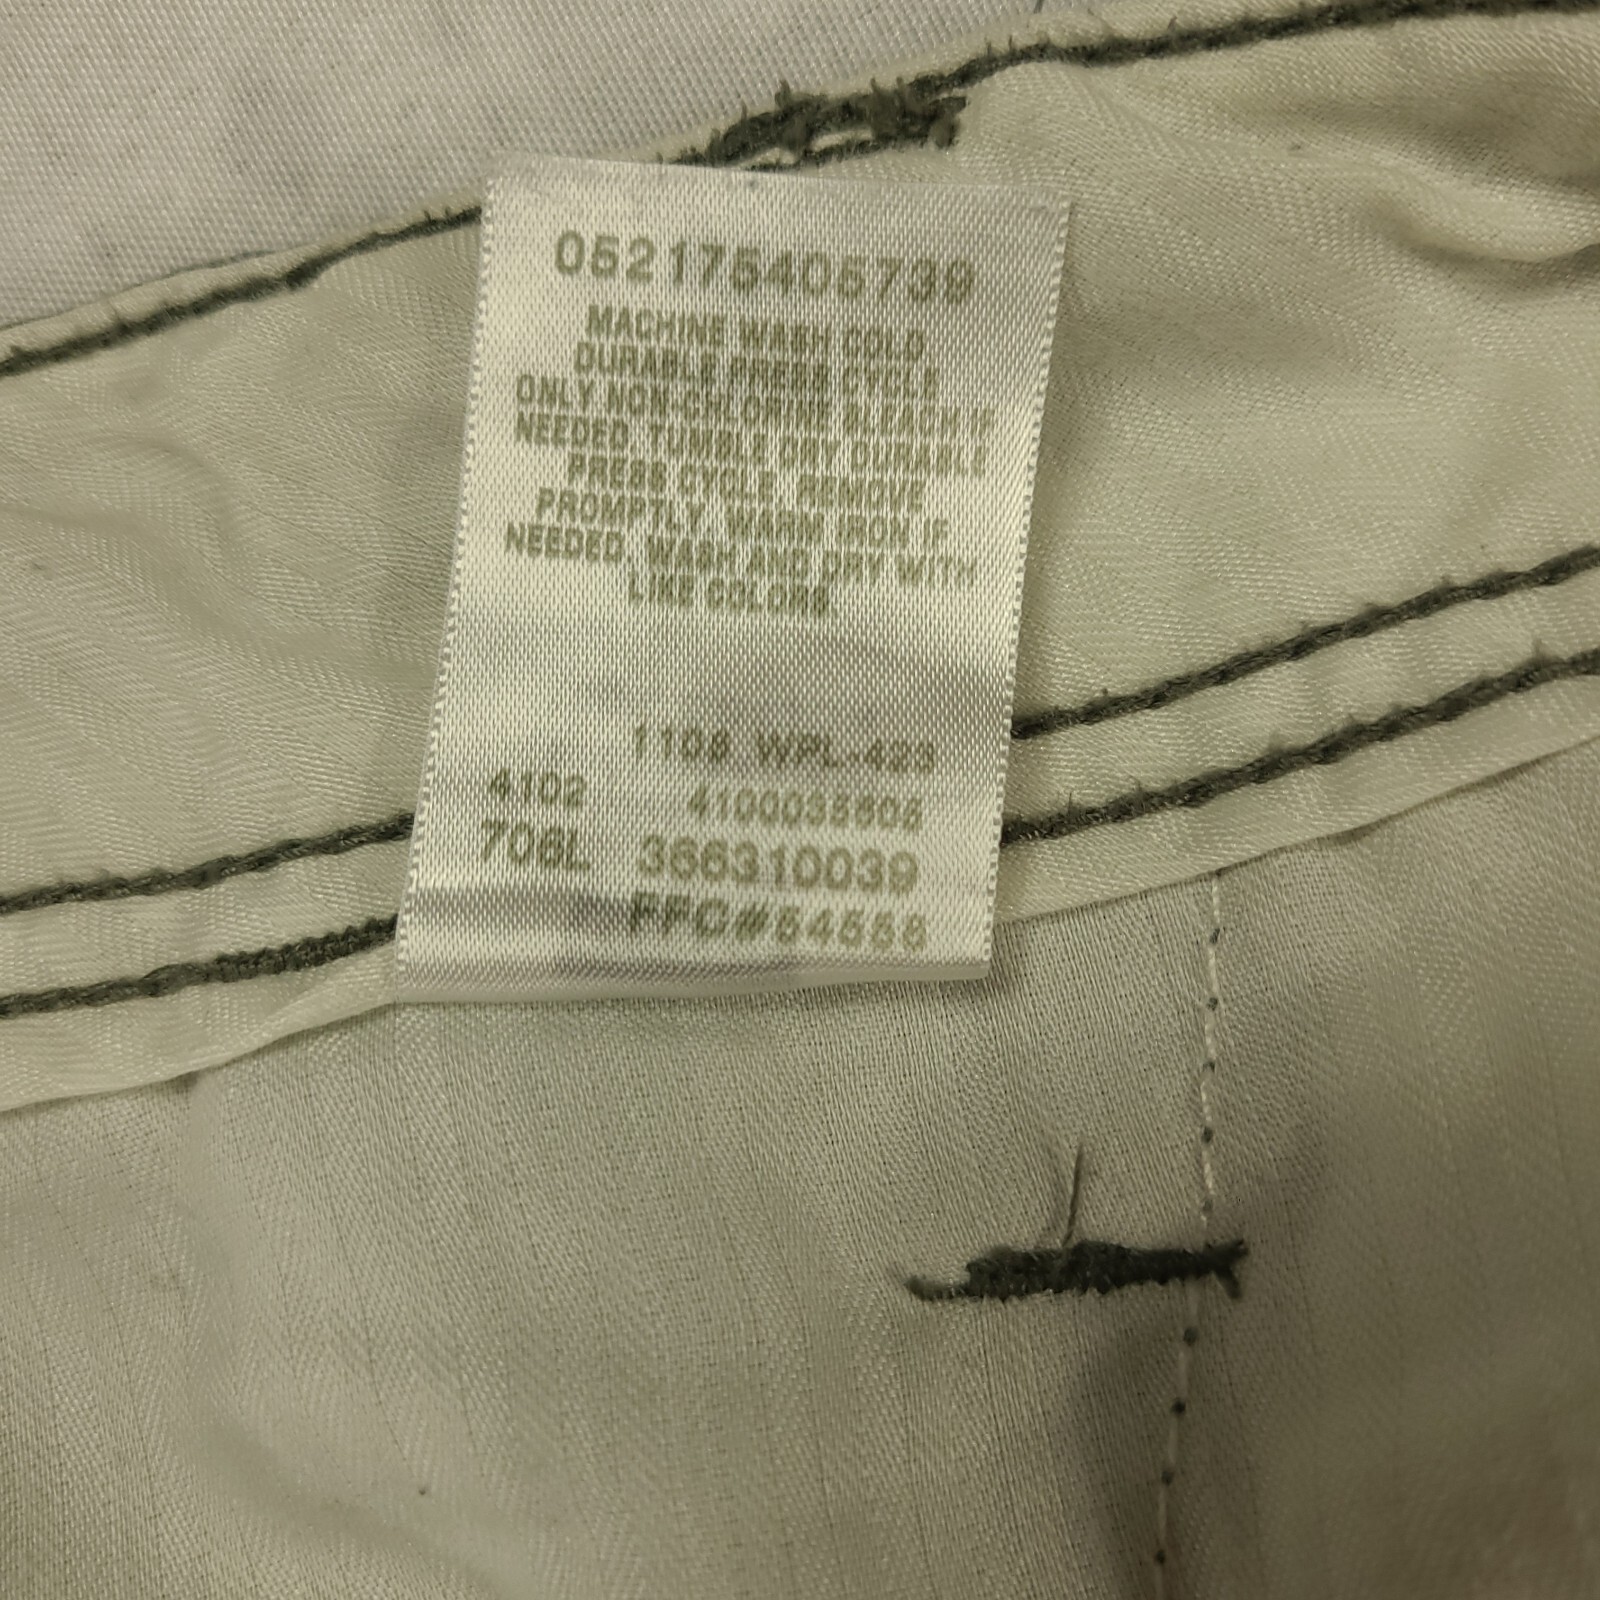 052175405739
MACHINE WASH COLD
DURABLE PRESS CYCLE
ONLY NON-CHLORINE BLEACH IF
NEEDED. TUMBLE DRY DURABLE
PRESS CYCLE. REMOVE
PROMPTLY. WARM IRON IF
NEEDED. WASH AND DRY WITH
LIKE COLORS.
1108 WPL-423
4102 4100035605
706L 366310039
FFC#54558